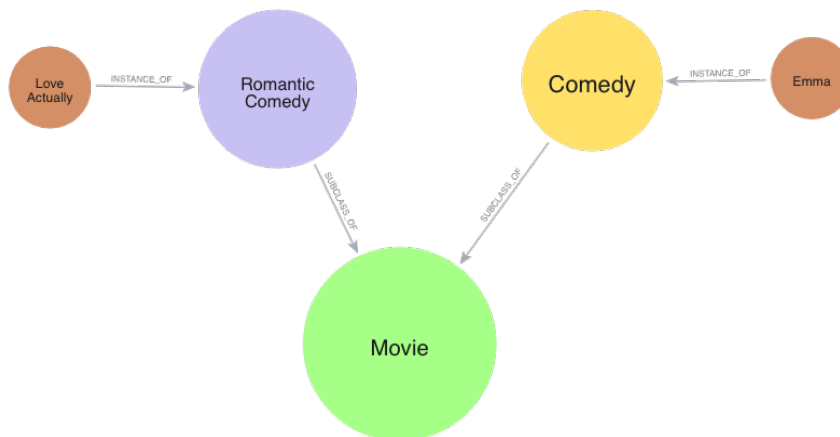 Love
Actually
INSTANCE_OF
Romantic
Comedy
Comedy
INSTANCE_OF
Emma
SUBCLASS_OF
SUBCLASS_OF
Movie